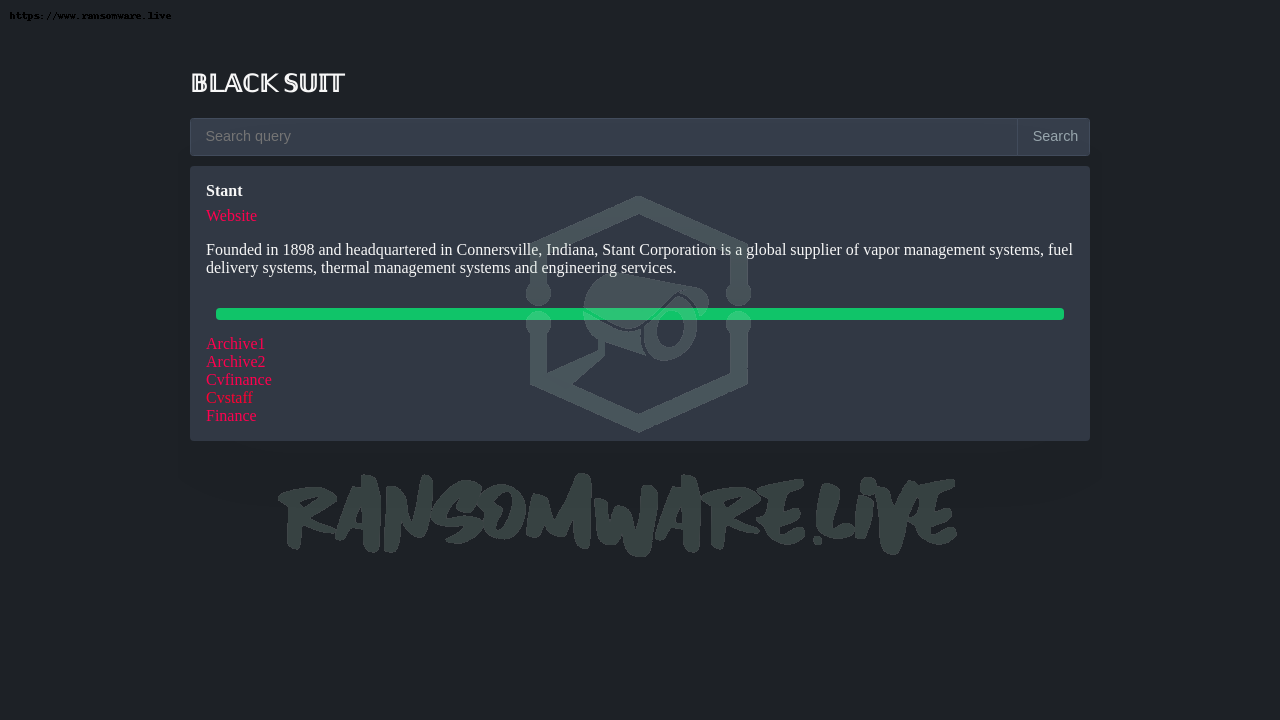 https://www.ransomware.live
𝔹𝕃𝔸ℂ𝕂 𝕊𝕌𝕀𝕋
Search query
Search
Stant
Website
Founded in 1898 and headquartered in Connersville, Indiana, Stant Corporation is a global supplier of vapor management systems, fuel
delivery systems, thermal management systems and engineering services.
Archive1
Archive2
Cvfinance
Cvstaff
Finance
RANSOMWARE.LIVE